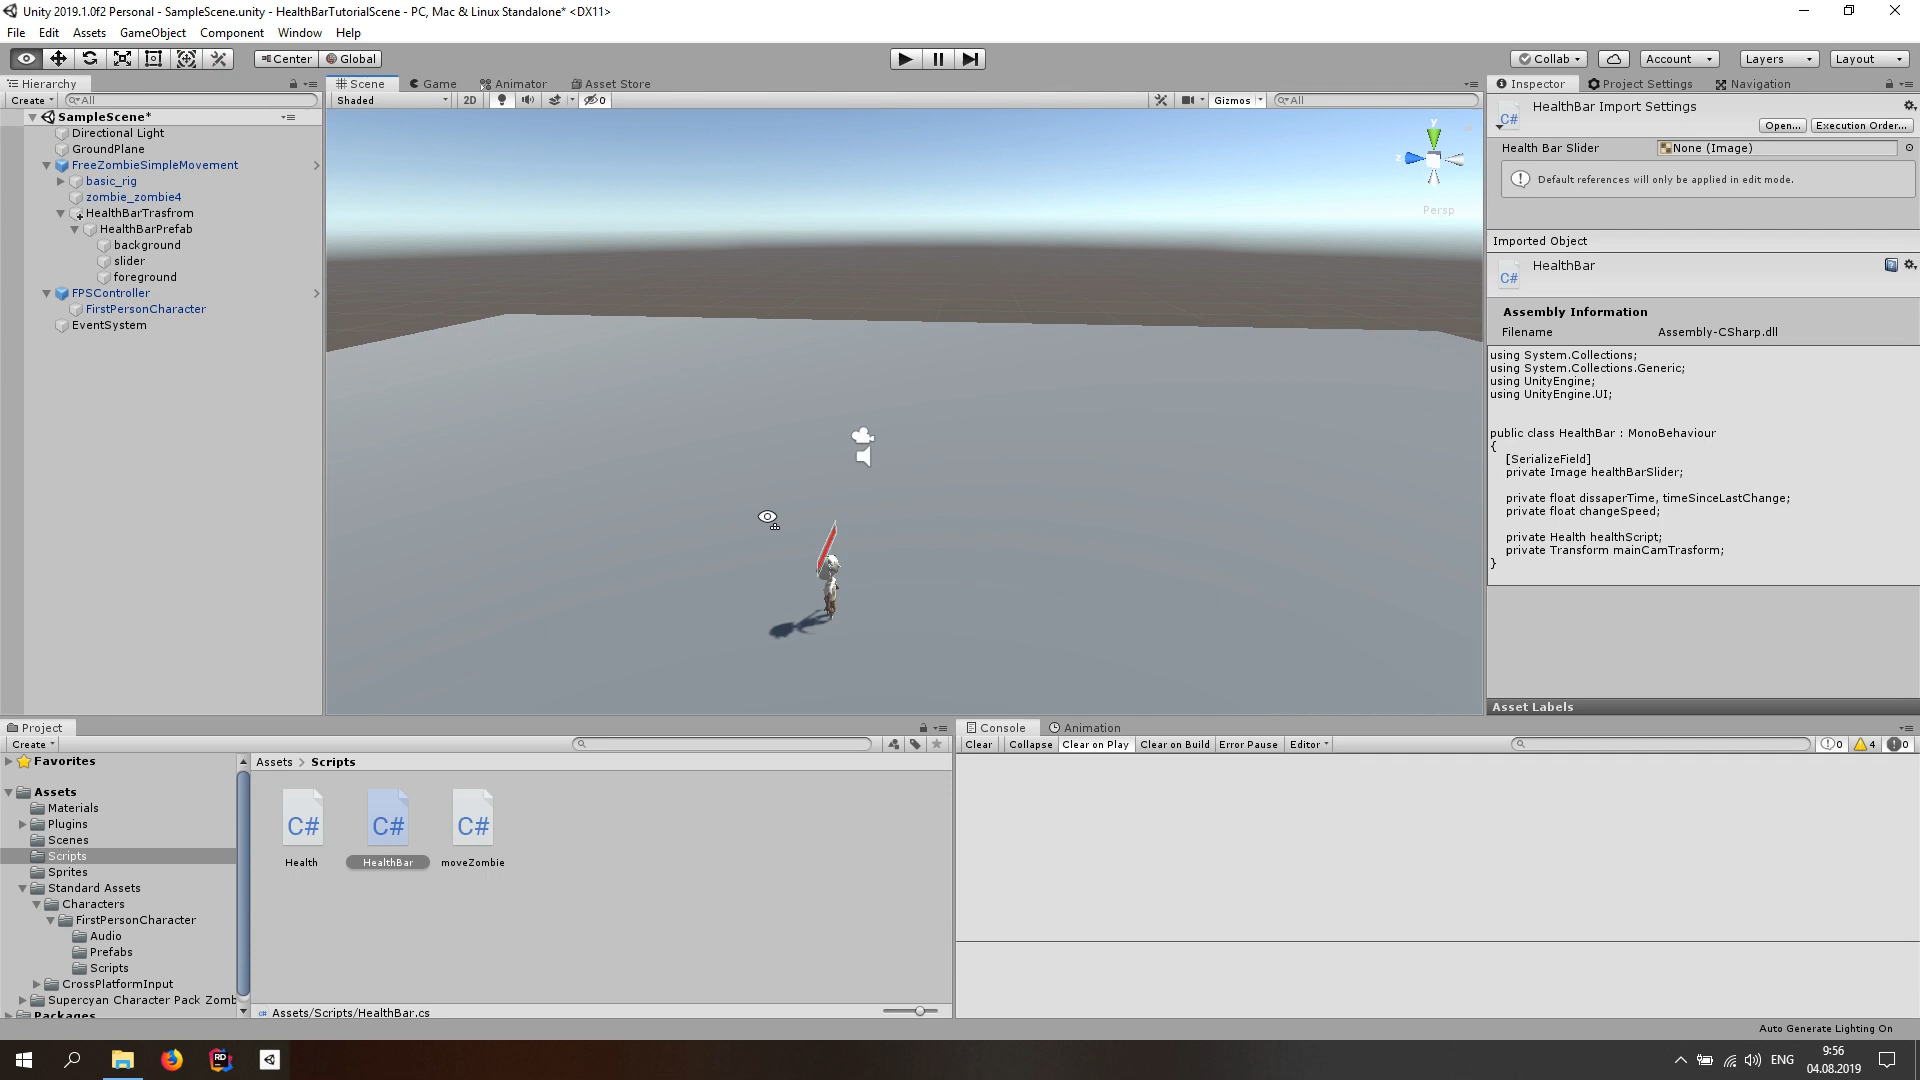 Unity 2019.1.0f2 Personal - SampleScene.unity - HealthBarTutorialScene - PC, Mac & Linux Standalone* <DX11>
File Edit Assets GameObject Component Window Help
Center Global Collab Account Layers Layout
Hierarchy
Create All
SampleScene*
Directional Light
GroundPlane
FreeZombieSimpleMovement
basic_rig
zombie_zombie4
HealthBarTrasfrom
HealthBarPrefab
background
slider
foreground
FPSController
FirstPersonCharacter
EventSystem
Scene Game Animator Asset Store
Shaded 2D 0 Gizmos All
y
z
Persp
Inspector Project Settings Navigation
HealthBar Import Settings
C#
Open... Execution Order...
Health Bar Slider None (Image)
Default references will only be applied in edit mode.
Imported Object
HealthBar
C#
Assembly Information
Filename Assembly-CSharp.dll
using System.Collections;
using System.Collections.Generic;
using UnityEngine;
using UnityEngine.UI;
public class HealthBar : MonoBehaviour
{
[SerializeField]
private Image healthBarSlider;
private float dissaperTime, timeSinceLastChange;
private float changeSpeed;
private Health healthScript;
private Transform mainCamTrasform;
}
Asset Labels
Project
Create
Favorites
Assets
Materials
Plugins
Scenes
Scripts
Sprites
Standard Assets
Characters
FirstPersonCharacter
Audio
Prefabs
Scripts
CrossPlatformInput
Supercyan Character Pack Zomb
Packages
Assets > Scripts
C# C# C#
Health HealthBar moveZombie
Assets/Scripts/HealthBar.cs
Console Animation
Clear Collapse Clear on Play Clear on Build Error Pause Editor 0 4 0
Auto Generate Lighting On
RD
ENG
9:56
04.08.2019